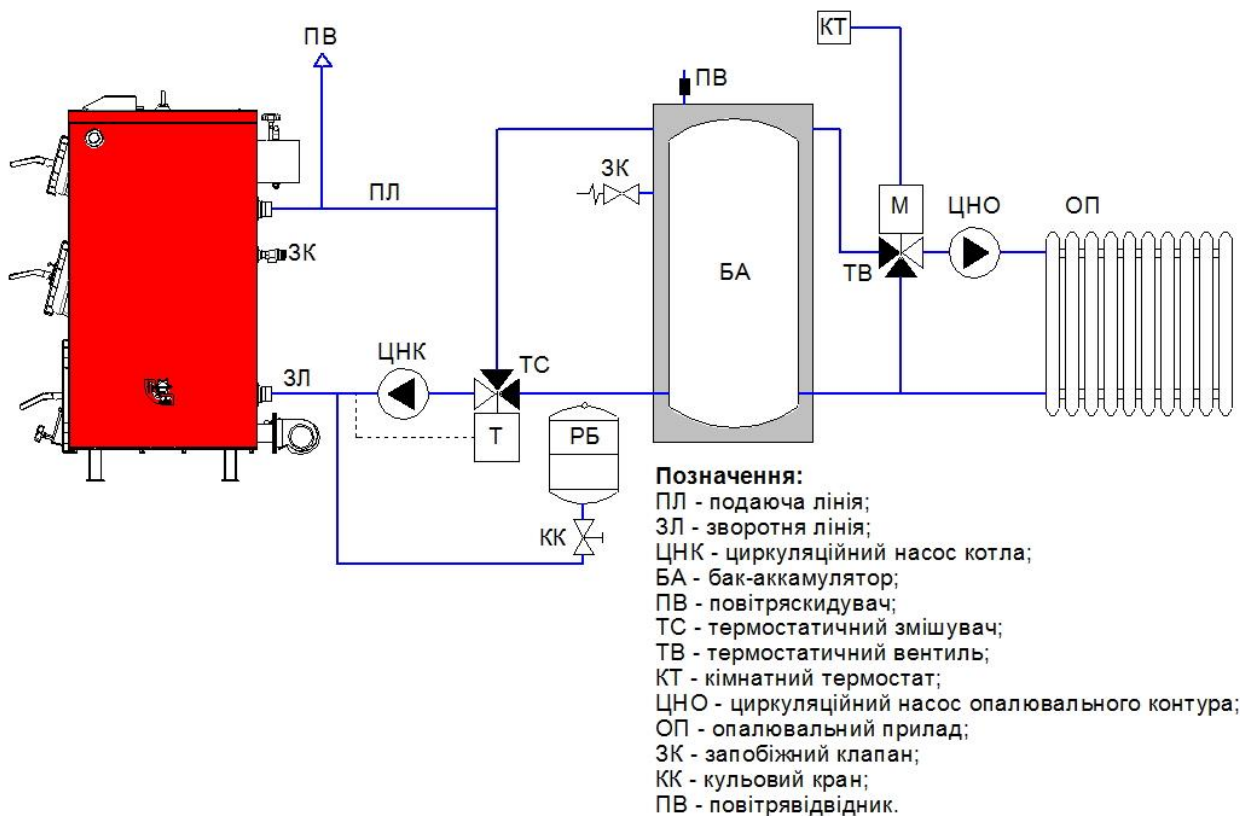 ПВ
КТ
ПВ
ЗК
ПЛ
М
ЦНО
ОП
ЗК
БА
ТВ
ЦНК
ТС
ЗЛ
Т
РБ
КК
Позначення:
ПЛ - подаюча лінія;
ЗЛ - зворотня лінія;
ЦНК - циркуляційний насос котла;
БА - бак-аккамулятор;
ПВ - повітряскидувач;
ТС - термостатичний змішувач;
ТВ - термостатичний вентиль;
КТ - кімнатний термостат;
ЦНО - циркуляційний насос опалювального контура;
ОП - опалювальний прилад;
ЗК - запобіжний клапан;
КК - кульовий кран;
ПВ - повітрявідвідник.